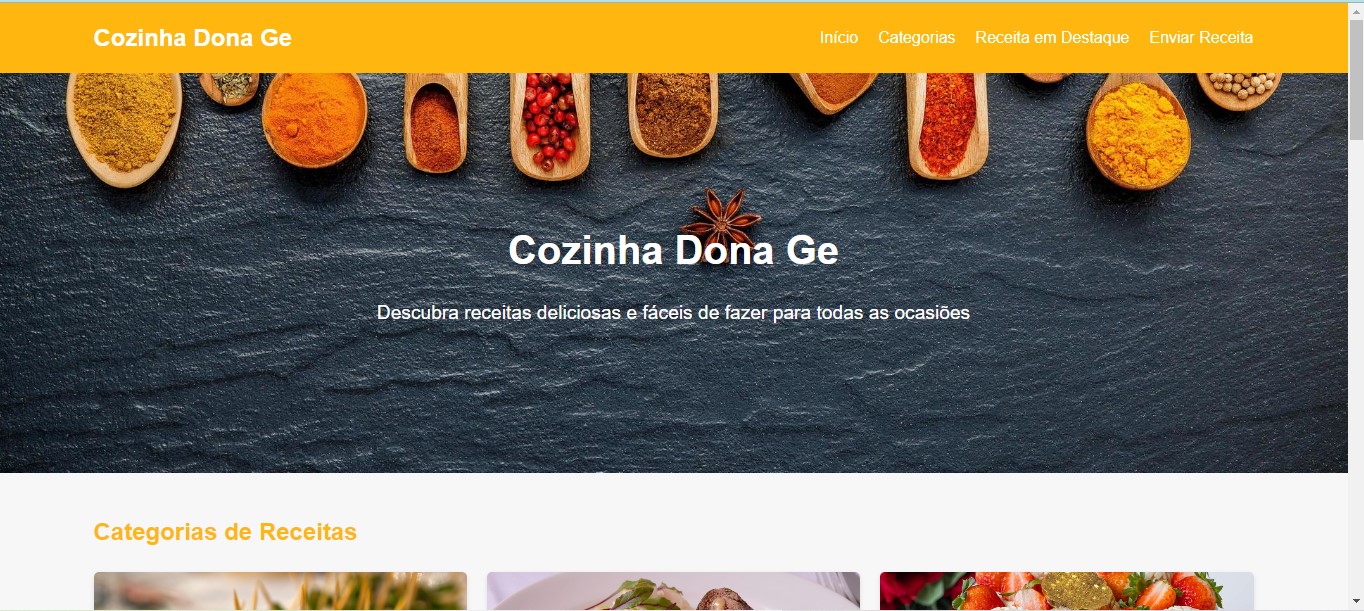 Cozinha Dona Ge
Início Categorias Receita em Destaque Enviar Receita
Cozinha Dona Ge
Descubra receitas deliciosas e fáceis de fazer para todas as ocasiões
Categorias de Receitas